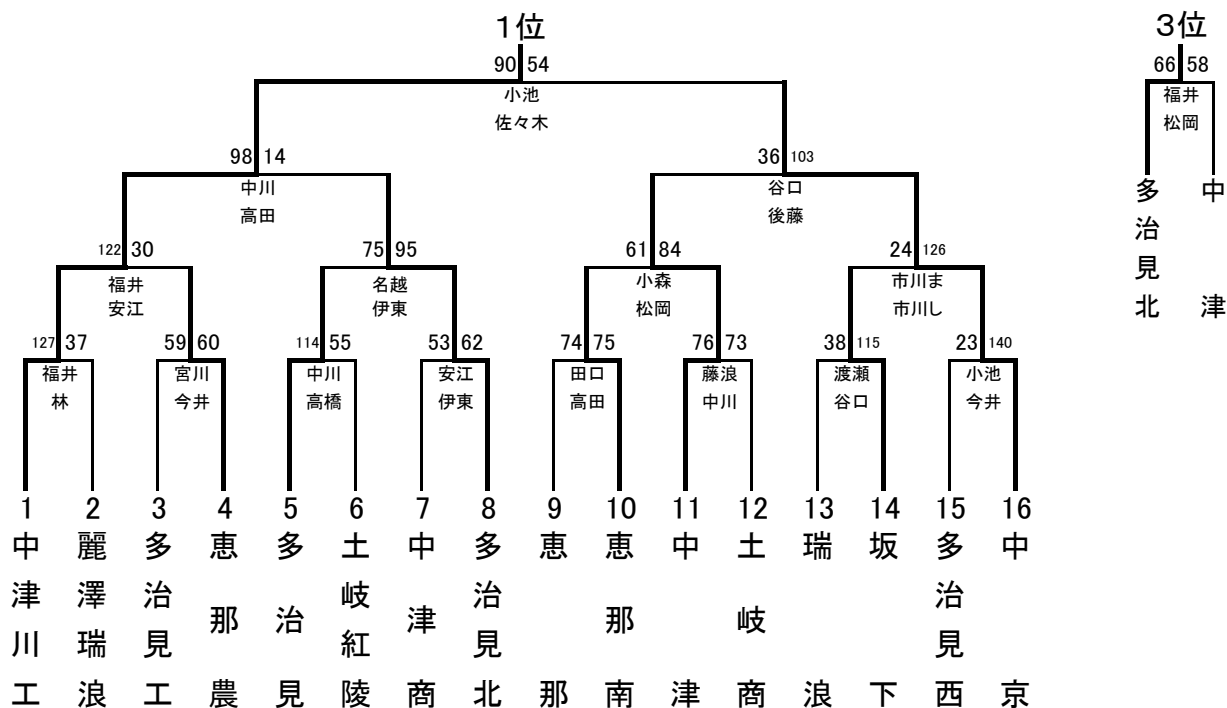 1位
3位
90 54
66 58
小池
佐々木
福井
松岡
98 14
36 103
中川
高田
谷口
後藤
多治見北
中津
122 30
75 95
61 84
24 126
福井
安江
名越
伊東
小森
松岡
市川ま
市川し
127 37
59 60
114 55
53 62
74 75
76 73
38 115
23 140
福井
林
宮川
今井
中川
高橋
安江
伊東
田口
高田
藤浪
中川
渡瀬
谷口
小池
今井
1 2 3 4 5 6 7 8 9 10 11 12 13 14 15 16
中津川工
麗澤瑞浪
多治見工
恵那農
多治見
土岐紅陵
中津商
多治見北
恵那
恵那南
中津
土岐商
瑞浪
坂下
多治見西
中京